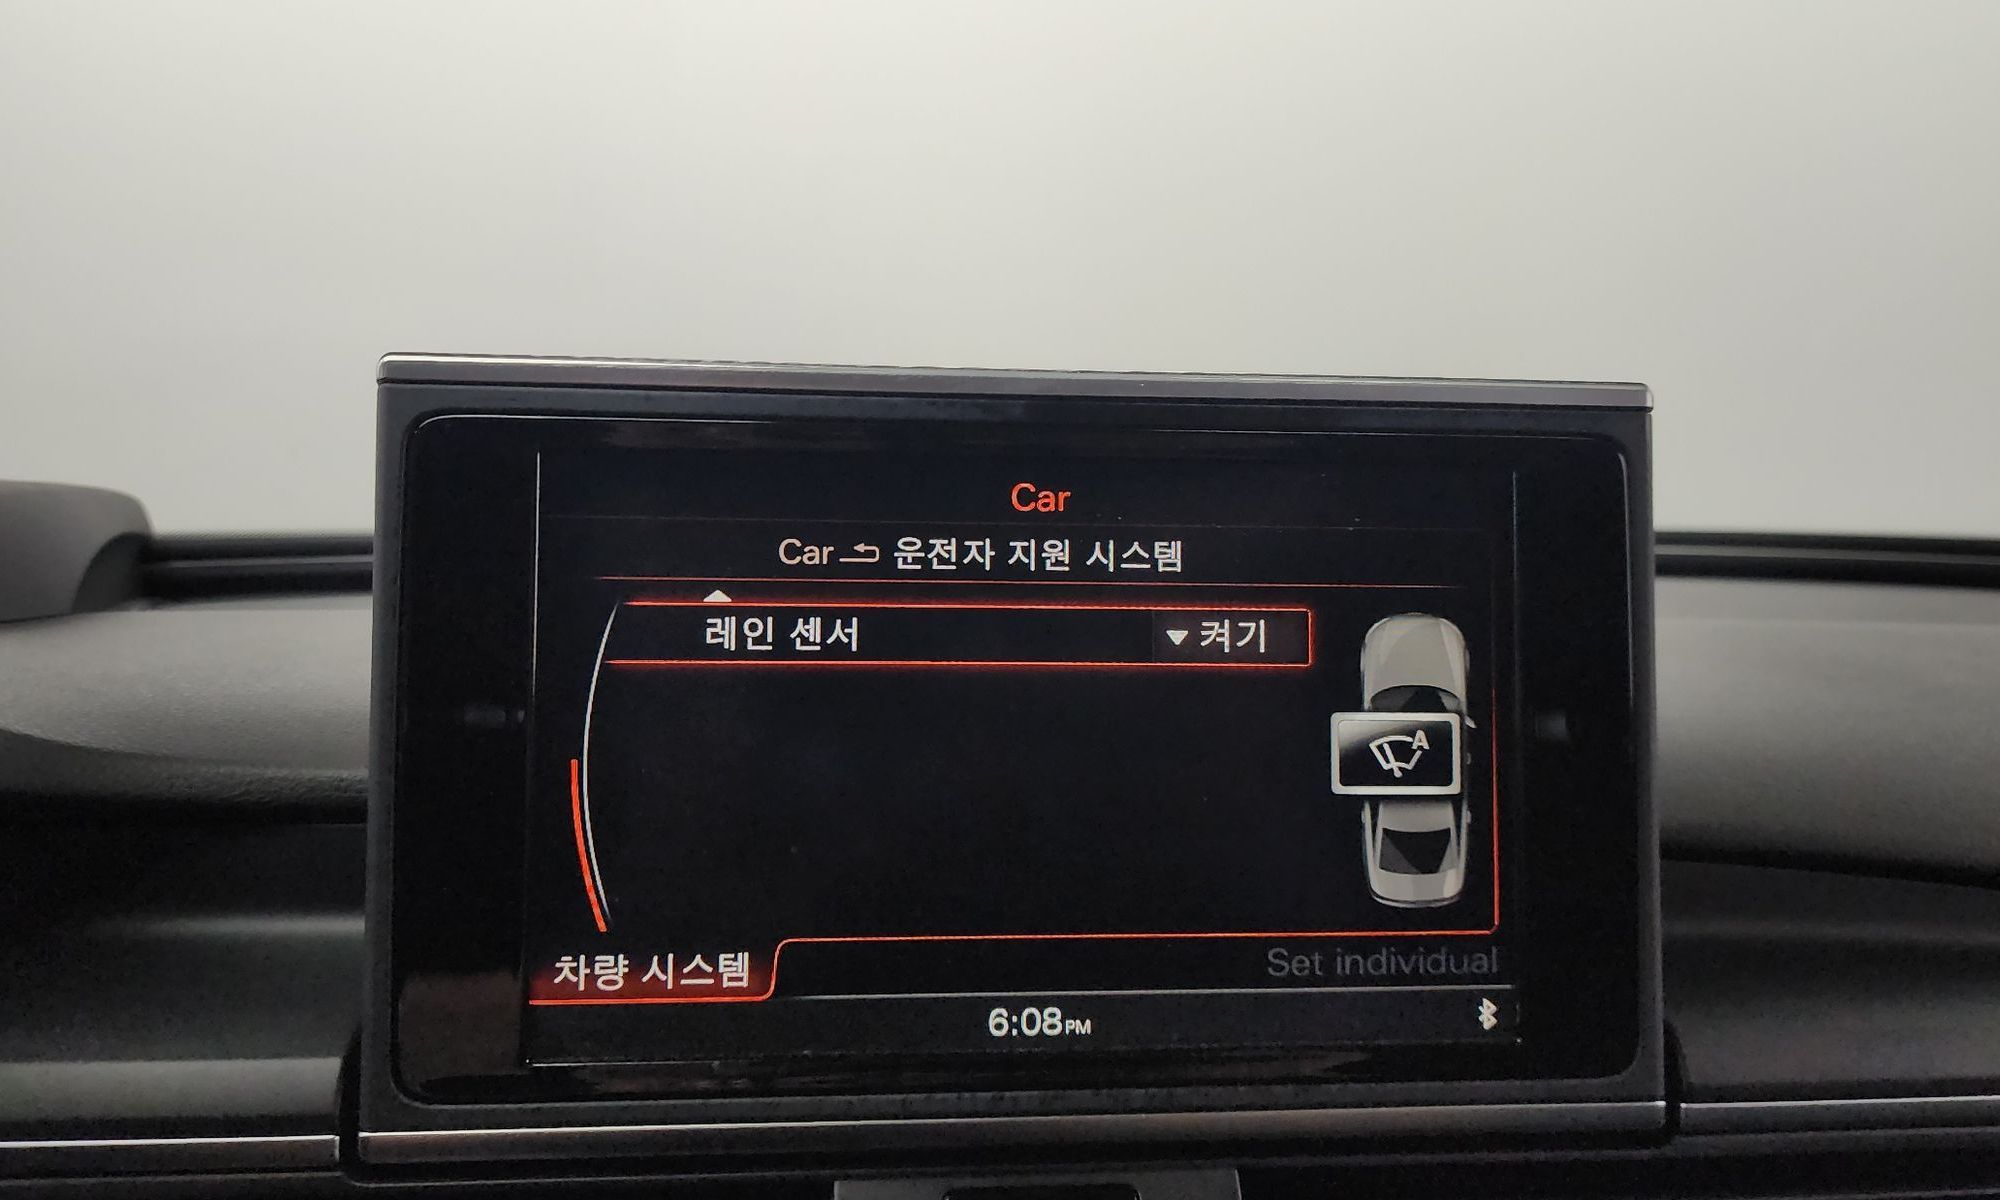 Car
Car 운전자 지원 시스템
레인 센서 켜기
A
차량 시스템 Set individual
6:08PM